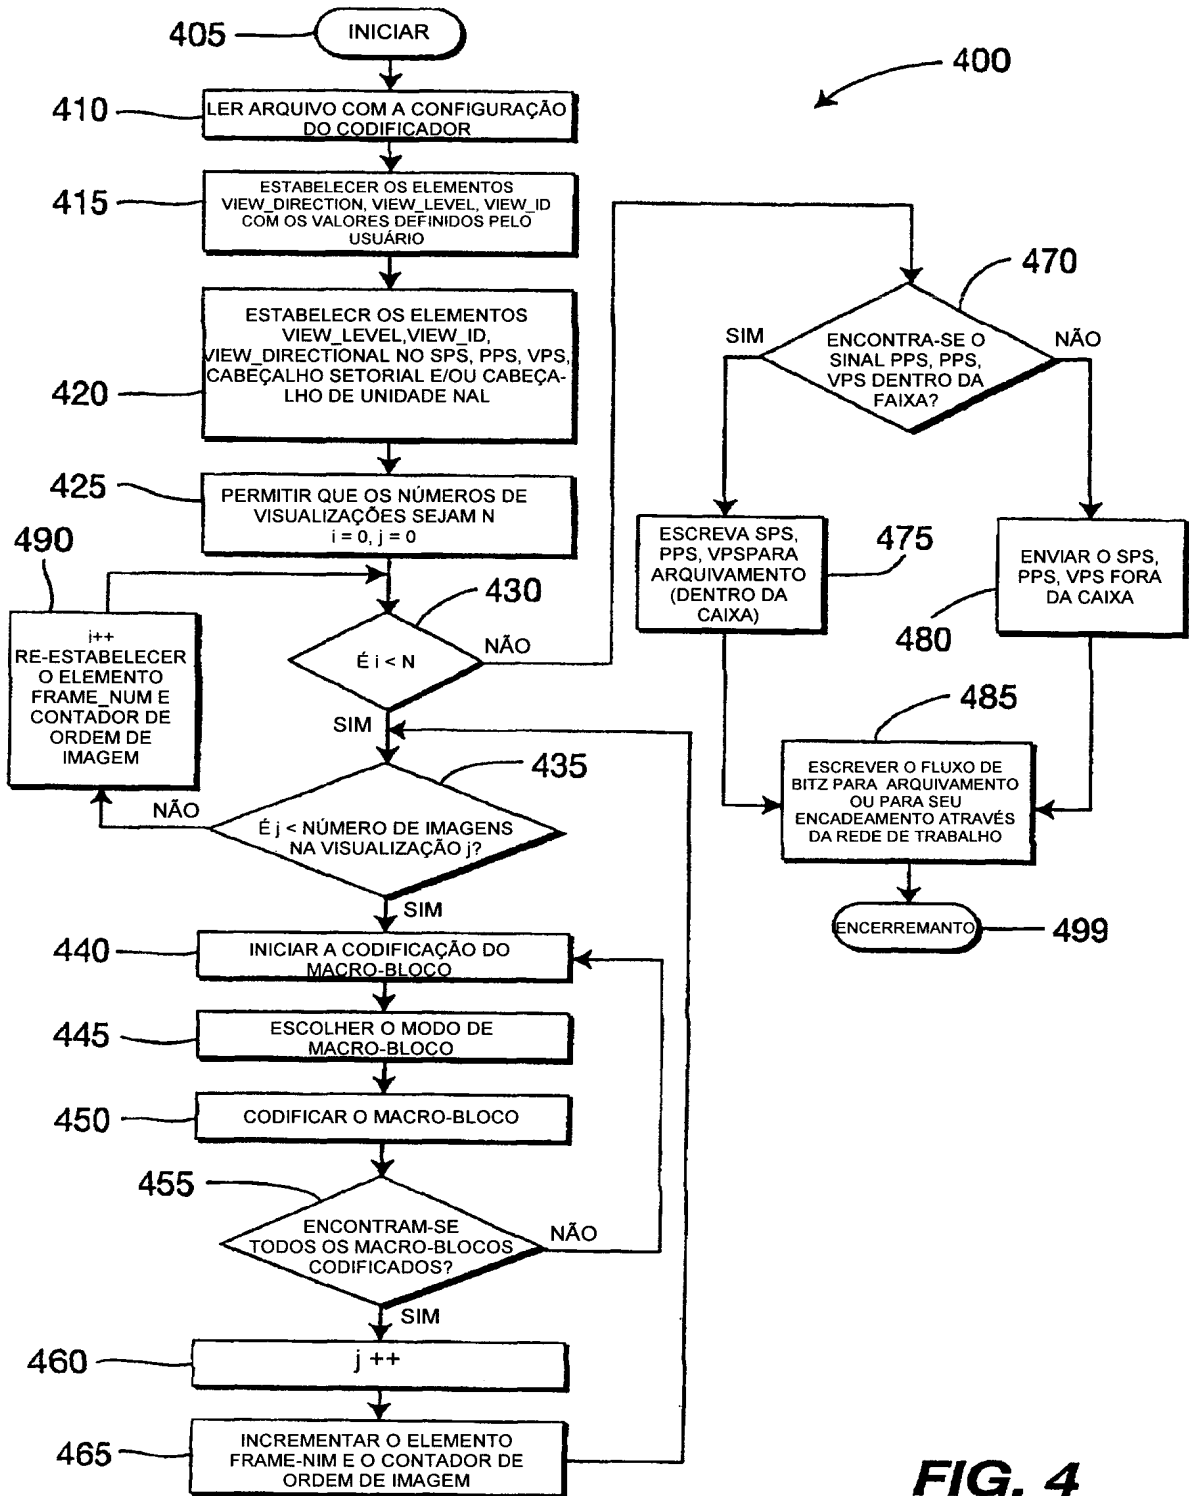 405
INICIAR
400
410
LER ARQUIVO COM A CONFIGURAÇÃO
DO CODIFICADOR
415
ESTABELECER OS ELEMENTOS
VIEW_DIRECTION, VIEW_LEVEL, VIEW_ID
COM OS VALORES DEFINIDOS PELO
USUÁRIO
420
ESTABELECR OS ELEMENTOS
VIEW_LEVEL,VIEW_ID,
VIEW_DIRECTIONAL NO SPS, PPS, VPS,
CABEÇALHO SETORIAL E/OU CABEÇA-
LHO DE UNIDADE NAL
425
PERMITIR QUE OS NÚMEROS DE
VISUALIZAÇÕES SEJAM N
i = 0, j = 0
490
i++
RE-ESTABELECER
O ELEMENTO
FRAME_NUM E
CONTADOR DE
ORDEM DE
IMAGEM
430
É i < N
NÃO
SIM
435
É j < NÚMERO DE IMAGENS
NA VISUALIZAÇÃO j?
NÃO
SIM
440
INICIAR A CODIFICAÇÃO DO
MACRO-BLOCO
445
ESCOLHER O MODO DE
MACRO-BLOCO
450
CODIFICAR O MACRO-BLOCO
455
ENCONTRAM-SE
TODOS OS MACRO-BLOCOS
CODIFICADOS?
NÃO
SIM
460
j ++
465
INCREMENTAR O ELEMENTO
FRAME-NIM E O CONTADOR DE
ORDEM DE IMAGEM
470
SIM
ENCONTRA-SE O
SINAL PPS, PPS,
VPS DENTRO DA
FAIXA?
NÃO
475
ESCREVA SPS,
PPS, VPSPARA
ARQUIVAMENTO
(DENTRO DA
CAIXA)
480
ENVIAR O SPS,
PPS, VPS FORA
DA CAIXA
485
ESCREVER O FLUXO DE
BITZ PARA ARQUIVAMENTO
OU PARA SEU
ENCADEAMENTO ATRAVÉS
DA REDE DE TRABALHO
ENCERREMANTO
499
FIG. 4